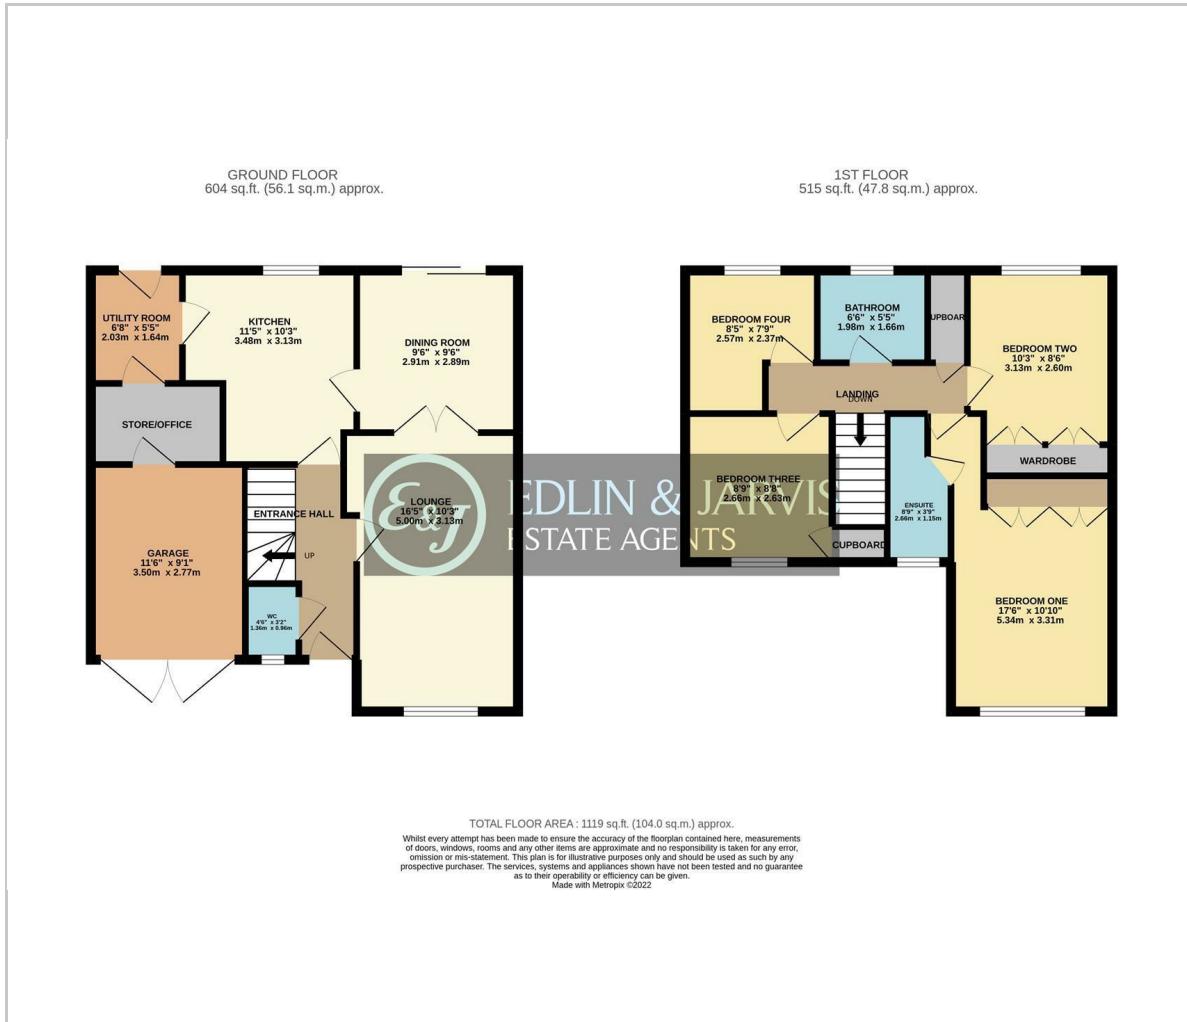 GROUND FLOOR
604 sq.ft. (56.1 sq.m.) approx.
1ST FLOOR
515 sq.ft. (47.8 sq.m.) approx.
UTILITY ROOM
6'8" x 5'5"
2.03m x 1.64m
KITCHEN
11'5" x 10'3"
3.48m x 3.13m
DINING ROOM
9'6" x 9'6"
2.91m x 2.89m
STORE/OFFICE
LOUNGE
16'5" x 10'3"
5.00m x 3.13m
ENTRANCE HALL
UP
GARAGE
11'6" x 9'1"
3.50m x 2.77m
WC
4'6" x 3'2"
1.36m x 0.96m
BEDROOM FOUR
8'5" x 7'9"
2.57m x 2.37m
BATHROOM
6'6" x 5'5"
1.98m x 1.66m
UPBOAR
BEDROOM TWO
10'3" x 8'6"
3.13m x 2.60m
LANDING
DOWN
WARDROBE
BEDROOM THREE
8'9" x 8'8"
2.66m x 2.63m
ENSUITE
8'9" x 3'9"
2.66m x 1.15m
CUPBOARD
BEDROOM ONE
17'6" x 10'10"
5.34m x 3.31m
E&J
EDLIN & JARVIS
ESTATE AGENTS
TOTAL FLOOR AREA : 1119 sq.ft. (104.0 sq.m.) approx.
Whilst every attempt has been made to ensure the accuracy of the floorplan contained here, measurements
of doors, windows, rooms and any other items are approximate and no responsibility is taken for any error,
omission or mis-statement. This plan is for illustrative purposes only and should be used as such by any
prospective purchaser. The services, systems and appliances shown have not been tested and no guarantee
as to their operability or efficiency can be given.
Made with Metropix ©2022